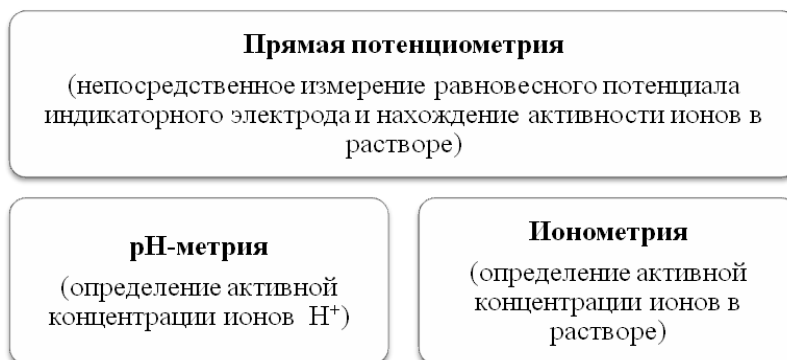 Прямая потенциометрия
(непосредственное измерение равновесного потенциала
индикаторного электрода и нахождение активности ионов в
растворе)
рН-метрия
(определение активной
концентрации ионов Н⁺)
Ионометрия
(определение активной
концентрации ионов в
растворе)